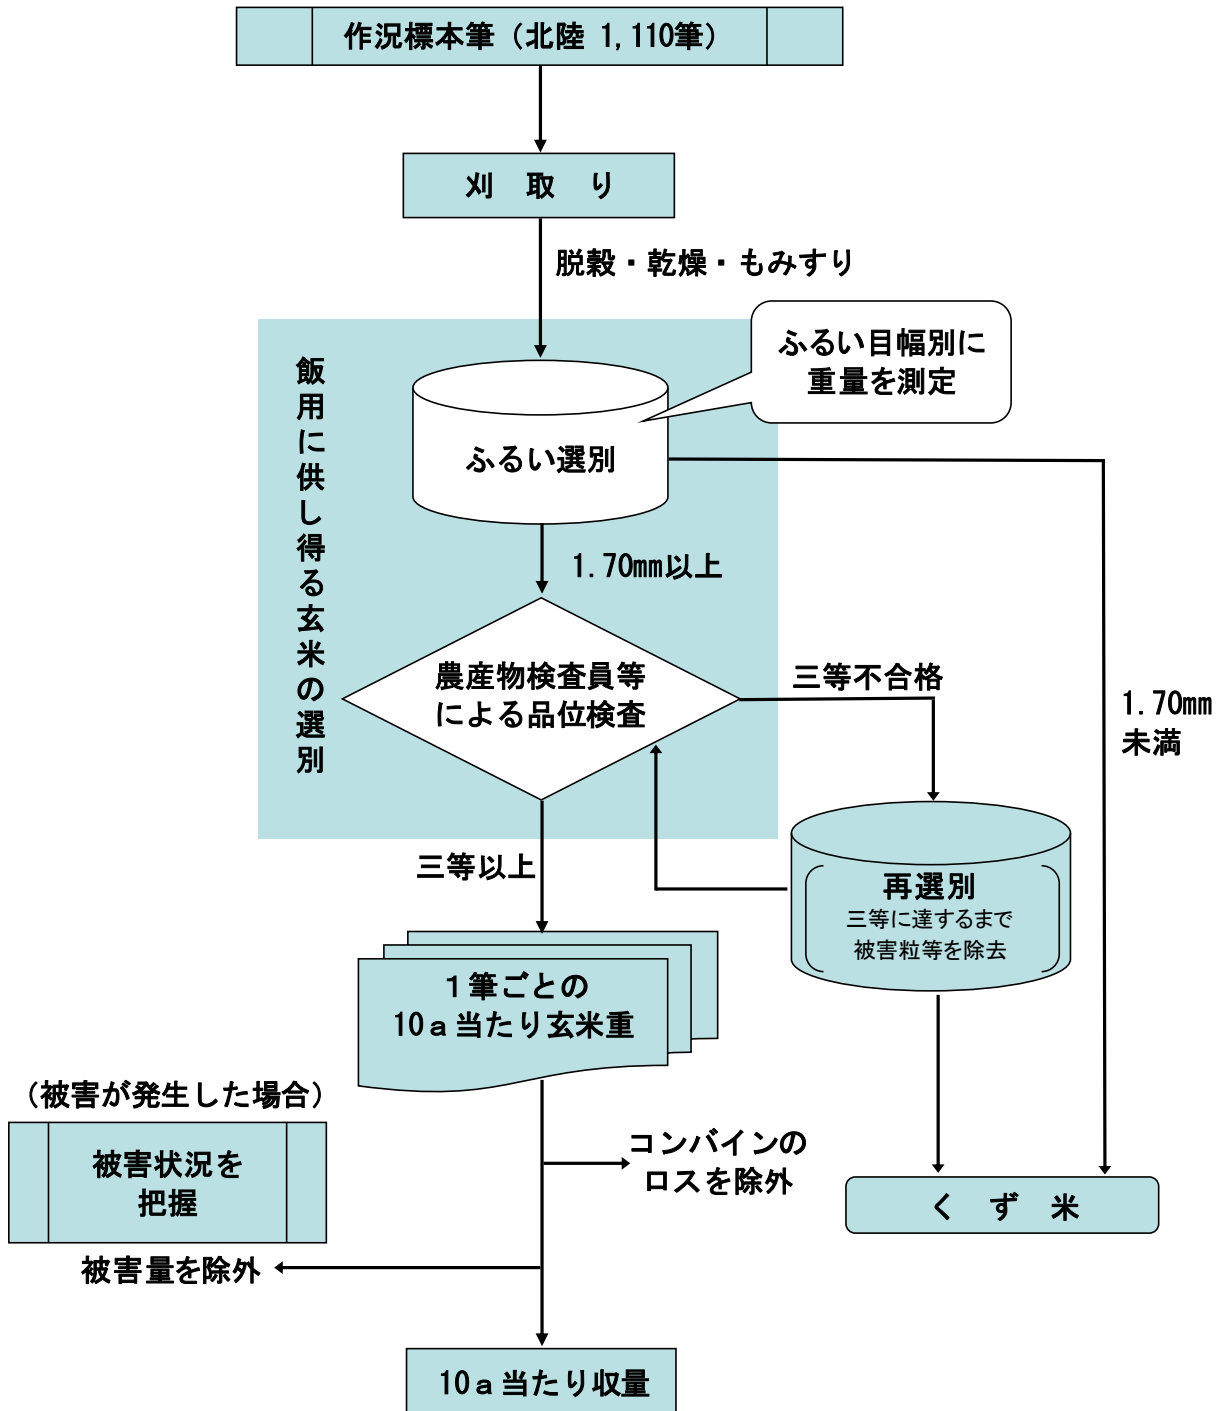 作況標本筆（北陸 1,110筆）
刈　取　り
脱穀・乾燥・もみすり
ふるい目幅別に
重量を測定
飯用に供し得る玄米の選別
ふるい選別
1.70mm以上
農産物検査員等
による品位検査
三等不合格
1.70mm
未満
三等以上
再選別
三等に達するまで
被害粒等を除去
１筆ごとの
10ａ当たり玄米重
（被害が発生した場合）
被害状況を
把握
コンバインの
ロスを除外
く　ず　米
被害量を除外
10ａ当たり収量